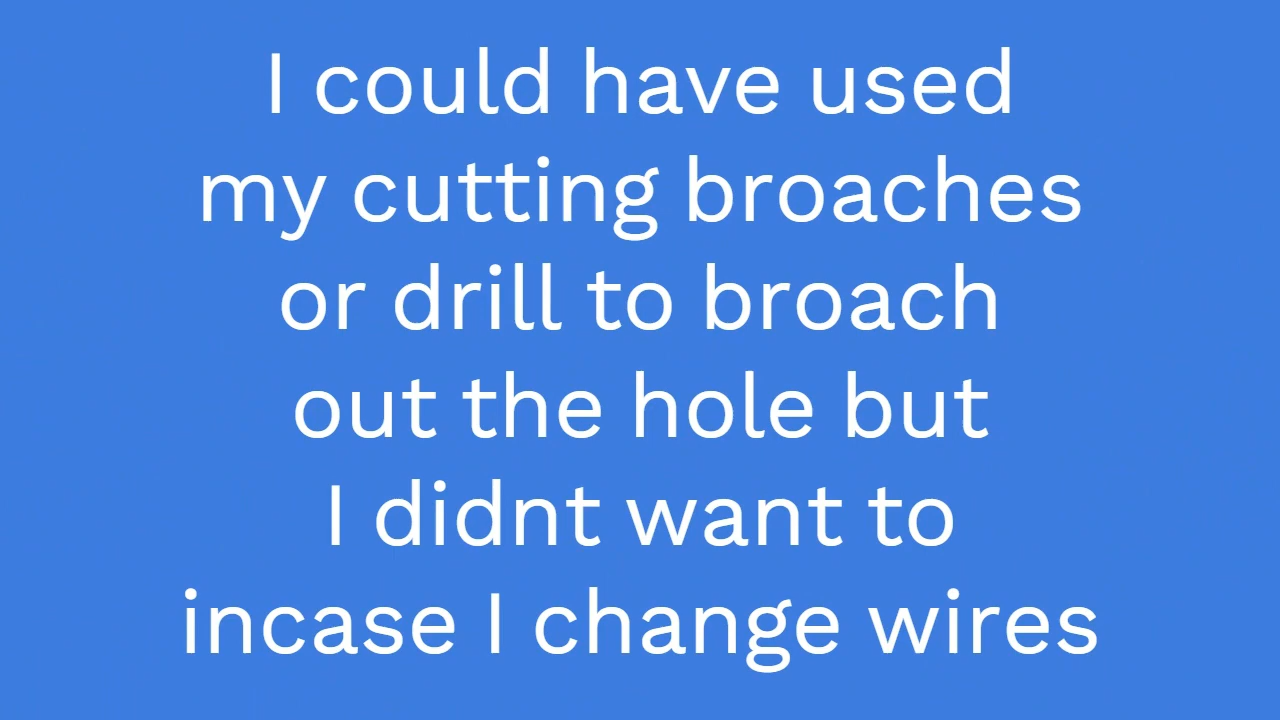 I could have used
my cutting broaches
or drill to broach
out the hole but
I didnt want to
incase I change wires